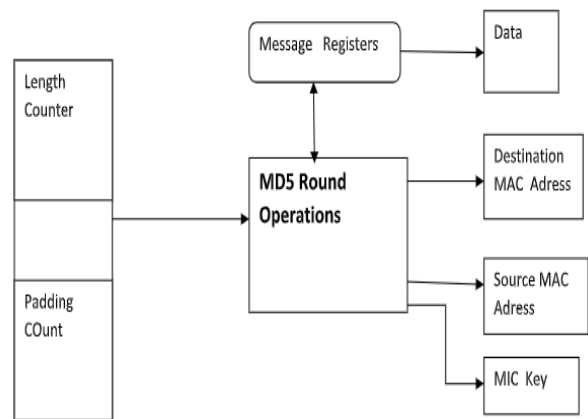 Length
Counter
Padding
COunt
Message Registers
MD5 Round
Operations
Data
Destination
MAC Adress
Source MAC
Adress
MIC Key